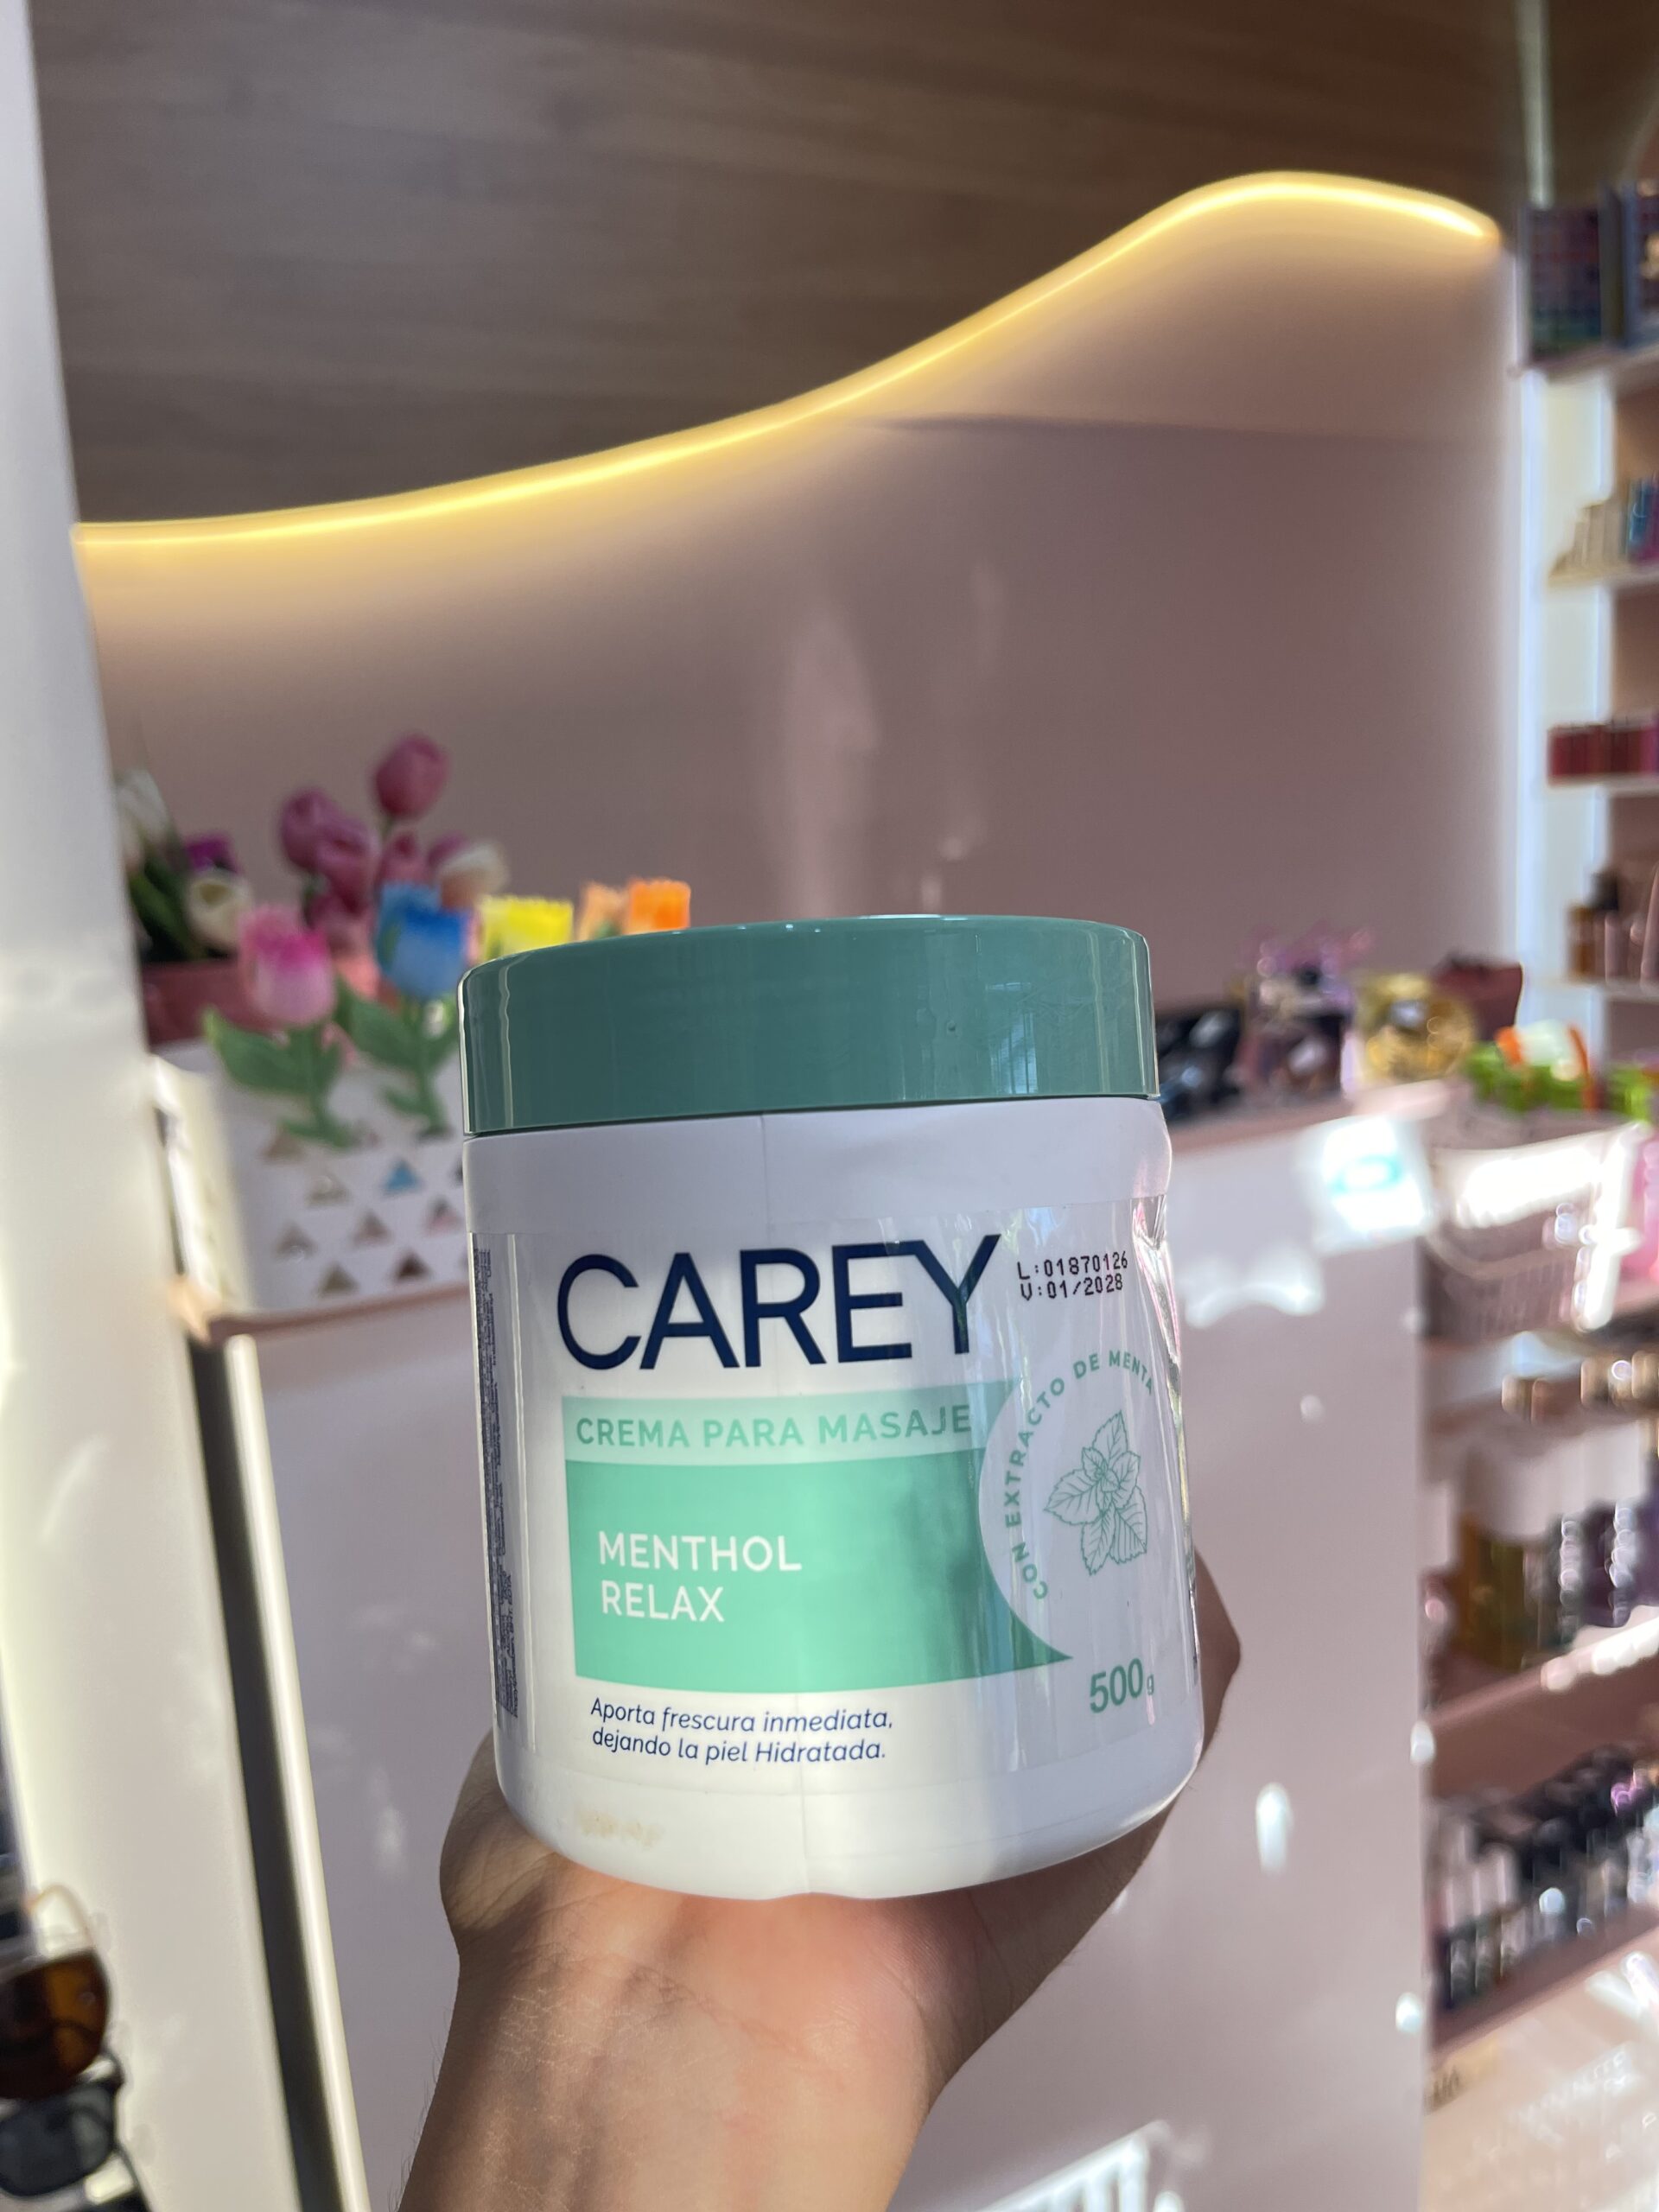 CAREY
L:01870126
V:01/2028
CREMA PARA MASAJE
CON EXTRACTO DE MENTA
MENTHOL
RELAX
500g
Aporta frescura inmediata,
dejando la piel Hidratada.